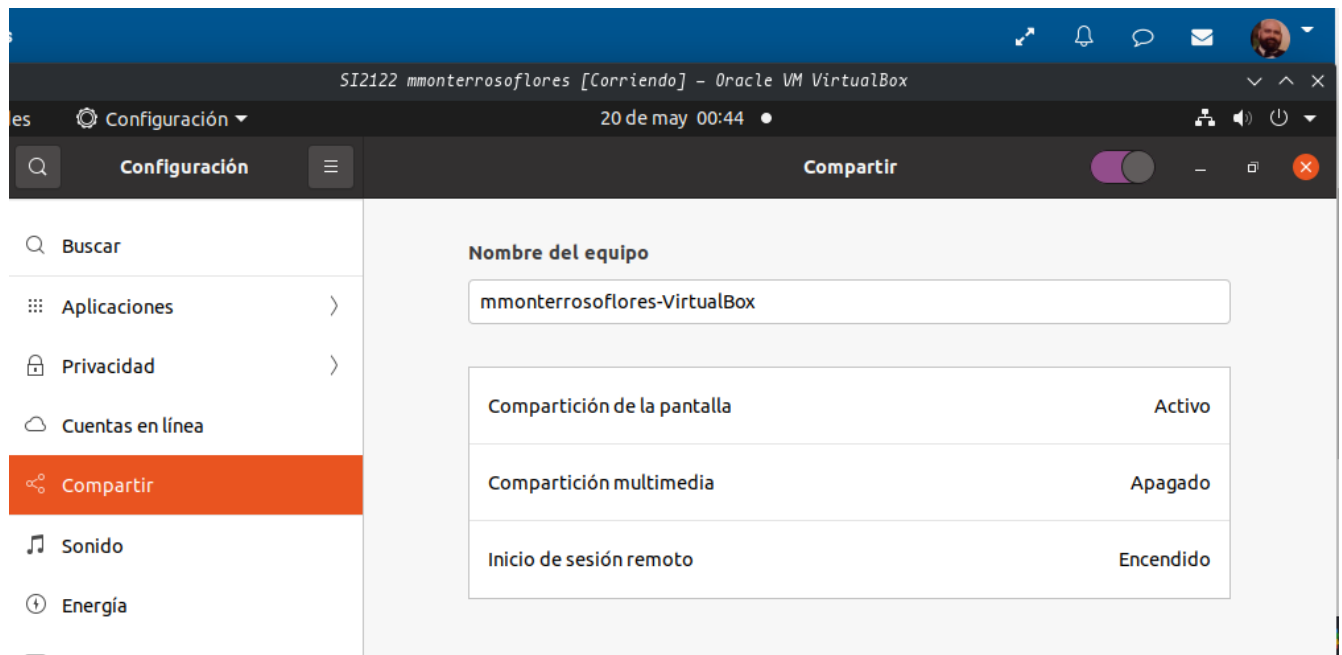 s
SI2122 mmonterrosoflores [Corriendo] – Oracle VM VirtualBox
es Configuración 20 de may 00:44
Configuración Compartir
Buscar
Aplicaciones
Privacidad
Cuentas en línea
Compartir
Sonido
Energía
Nombre del equipo
mmonterrosoflores-VirtualBox
Compartición de la pantalla Activo
Compartición multimedia Apagado
Inicio de sesión remoto Encendido